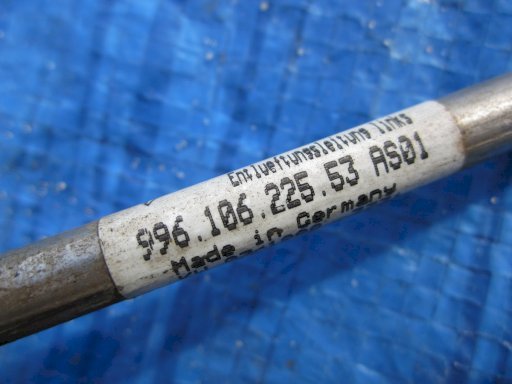 Entlueftungsleitung links
996.106.225.53 AS01
Made in Germany